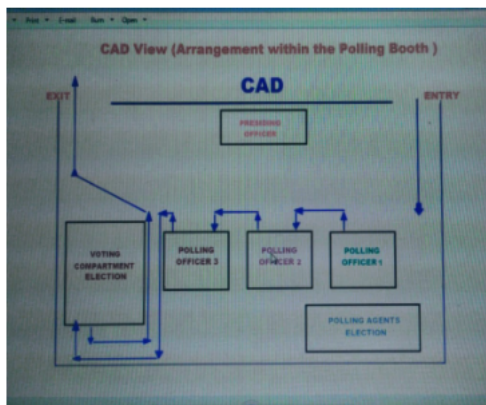 Print E-mail Burn Open
CAD View (Arrangement within the Polling Booth )
CAD
EXIT
ENTRY
PRESIDING
OFFICER
VOTING
COMPARTMENT
ELECTION
POLLING
OFFICER 3
POLLING
OFFICER 2
POLLING
OFFICER 1
POLLING AGENTS
ELECTION